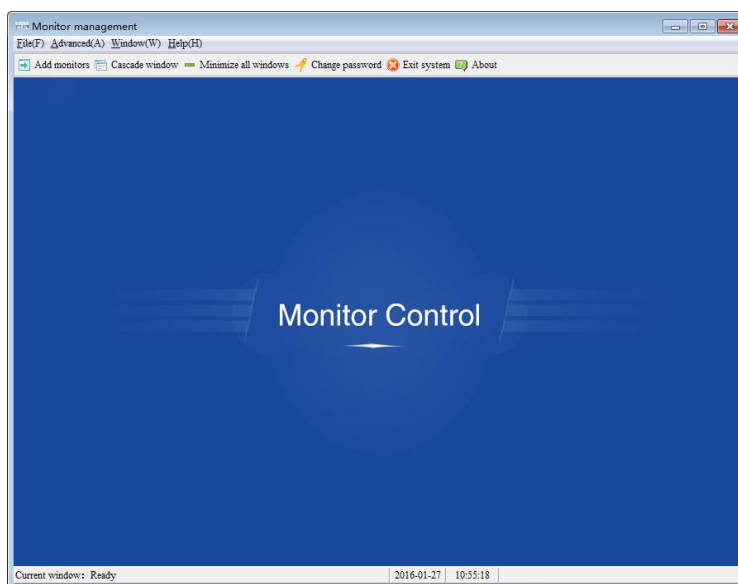 Monitor management
File(F) Advanced(A) Window(W) Help(H)
Add monitors Cascade window Minimize all windows Change password Exit system About
Monitor Control
Current window: Ready 2016-01-27 10:55:18